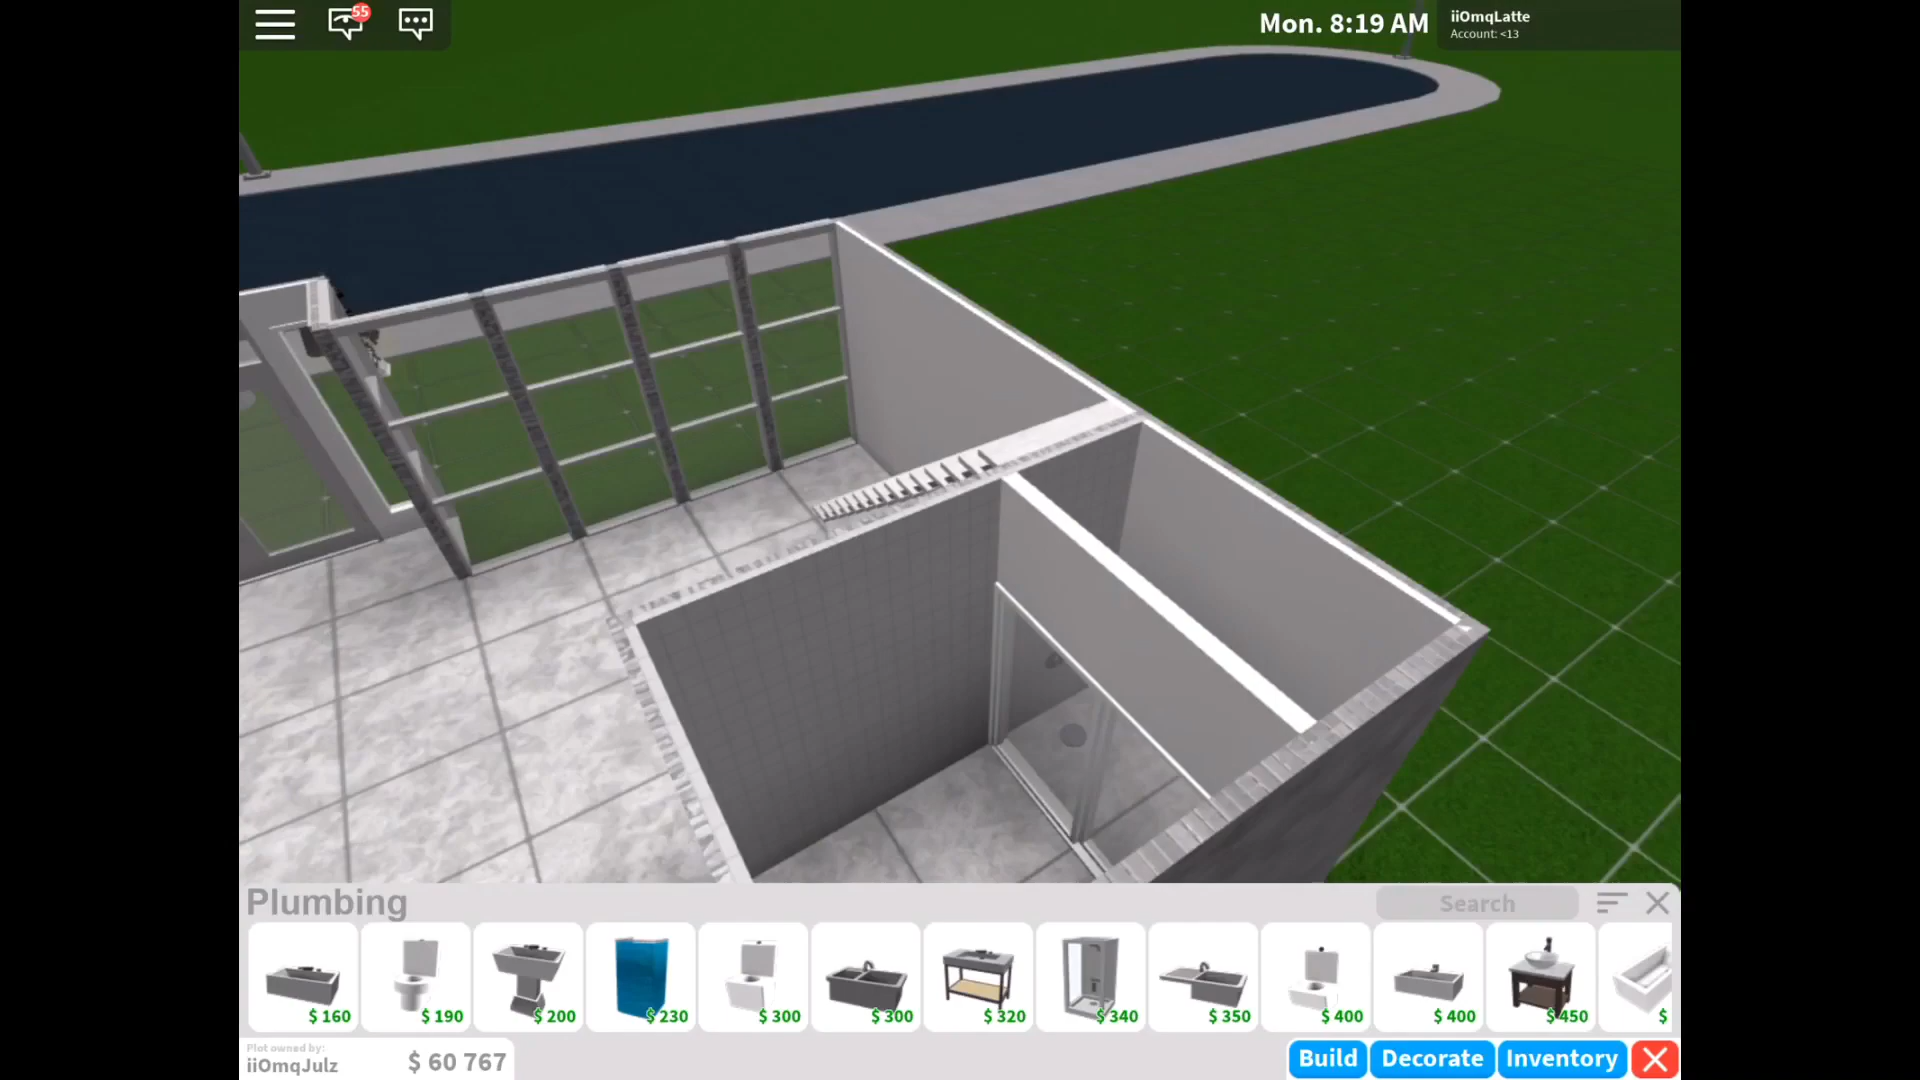 55
Mon. 8:19 AM
iiOmqLatte
Account: <13
Plumbing
Search
$ 160
$ 190
$ 200
$ 230
$ 300
$ 300
$ 320
$ 340
$ 350
$ 400
$ 400
$ 450
$
Plot owned by:
iiOmqJulz
$ 60 767
Build
Decorate
Inventory